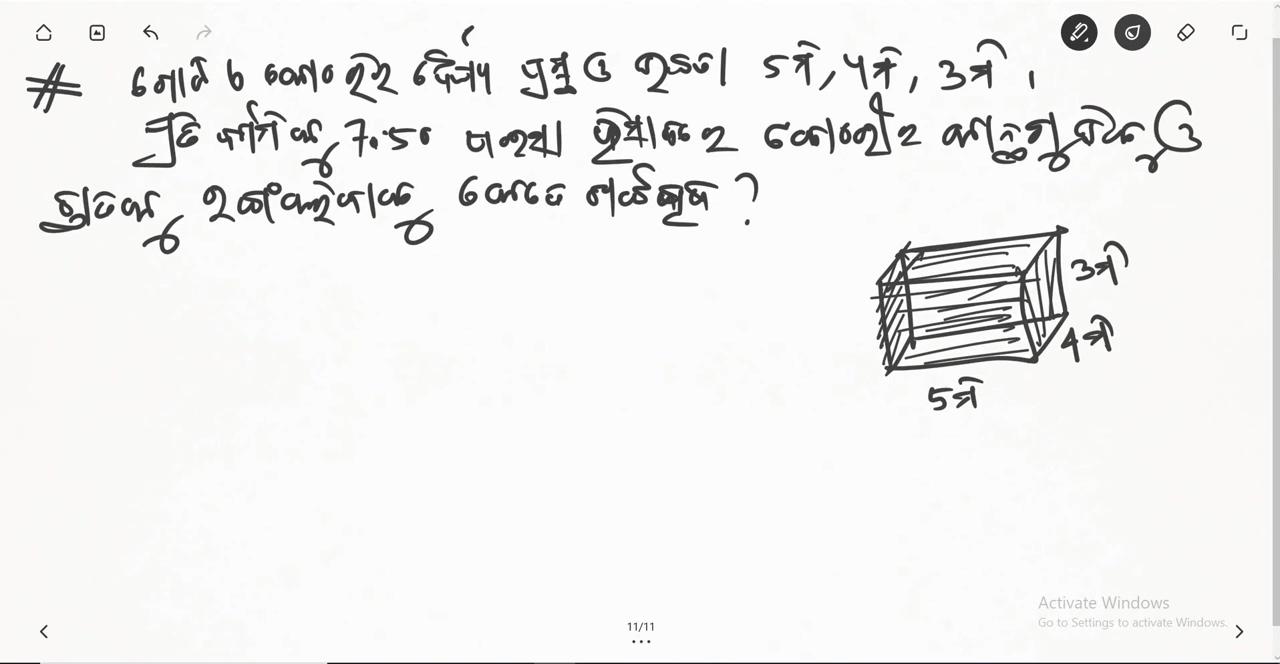 ଗୋଟିଏ କୋଠରୀର ଦୈର୍ଘ୍ୟ ପ୍ରସ୍ଥ ଓ ଉଚ୍ଚତା 5ମି, 4ମି, 3ମି ।
ପ୍ରତି ବର୍ଗମିକୁ 7.50 ଟଙ୍କା ହିସାବରେ କୋଠରୀର କାନ୍ଥଗୁଡିକୁ ଓ
ଛାତକୁ ରଙ୍ଗ କରିବାକୁ କେତେ ଖର୍ଚ୍ଚ ହେବ ?
3ମି
4ମି
5ମି
Activate Windows
Go to Settings to activate Windows.
11/11